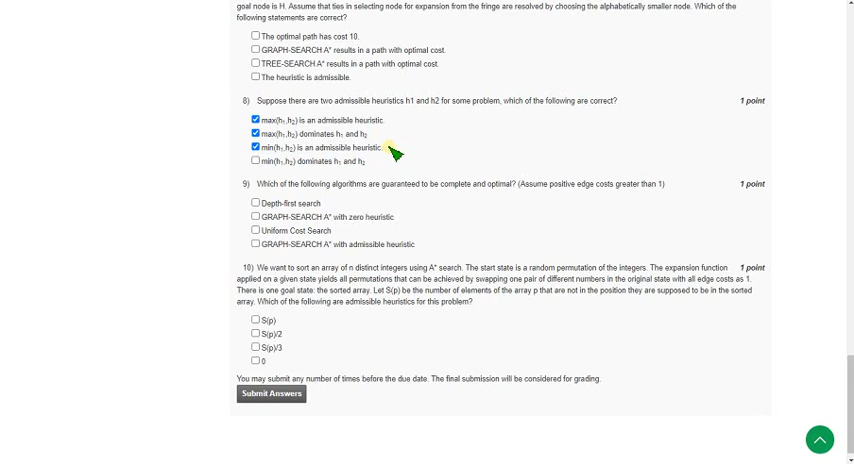 goal node is H. Assume that ties in selecting node for expansion from the fringe are resolved by choosing the alphabetically smaller node. Which of the
following statements are correct?
The optimal path has cost 10.
GRAPH-SEARCH A* results in a path with optimal cost.
TREE-SEARCH A* results in a path with optimal cost.
The heuristic is admissible.
8) Suppose there are two admissible heuristics h1 and h2 for some problem, which of the following are correct? 1 point
max(h₁,h₂) is an admissible heuristic.
max(h₁,h₂) dominates h₁ and h₂
min(h₁,h₂) is an admissible heuristic.
min(h₁,h₂) dominates h₁ and h₂
9) Which of the following algorithms are guaranteed to be complete and optimal? (Assume positive edge costs greater than 1) 1 point
Depth-first search
GRAPH-SEARCH A* with zero heuristic
Uniform Cost Search
GRAPH-SEARCH A* with admissible heuristic
10) We want to sort an array of n distinct integers using A* search. The start state is a random permutation of the integers. The expansion function 1 point
applied on a given state yields all permutations that can be achieved by swapping one pair of different numbers in the original state with all edge costs as 1.
There is one goal state: the sorted array. Let S(p) be the number of elements of the array p that are not in the position they are supposed to be in the sorted
array. Which of the following are admissible heuristics for this problem?
S(p)
S(p)/2
S(p)/3
0
You may submit any number of times before the due date. The final submission will be considered for grading.
Submit Answers